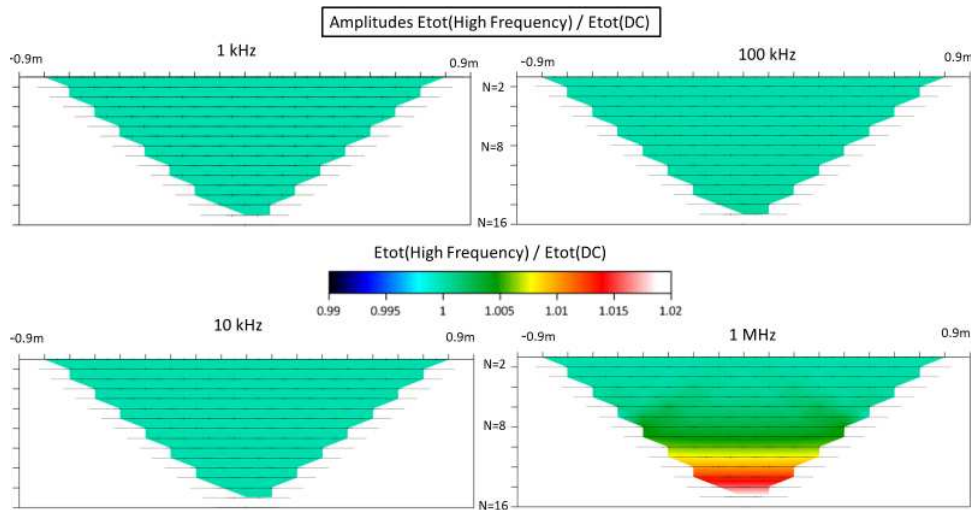 Amplitudes Etot(High Frequency) / Etot(DC)
-0.9m
1 kHz
0.9m
-0.9m
100 kHz
0.9m
N=2
N=8
N=16
Etot(High Frequency) / Etot(DC)
0.99 0.995 1 1.005 1.01 1.015 1.02
-0.9m
10 kHz
0.9m
-0.9m
1 MHz
0.9m
N=2
N=8
N=16